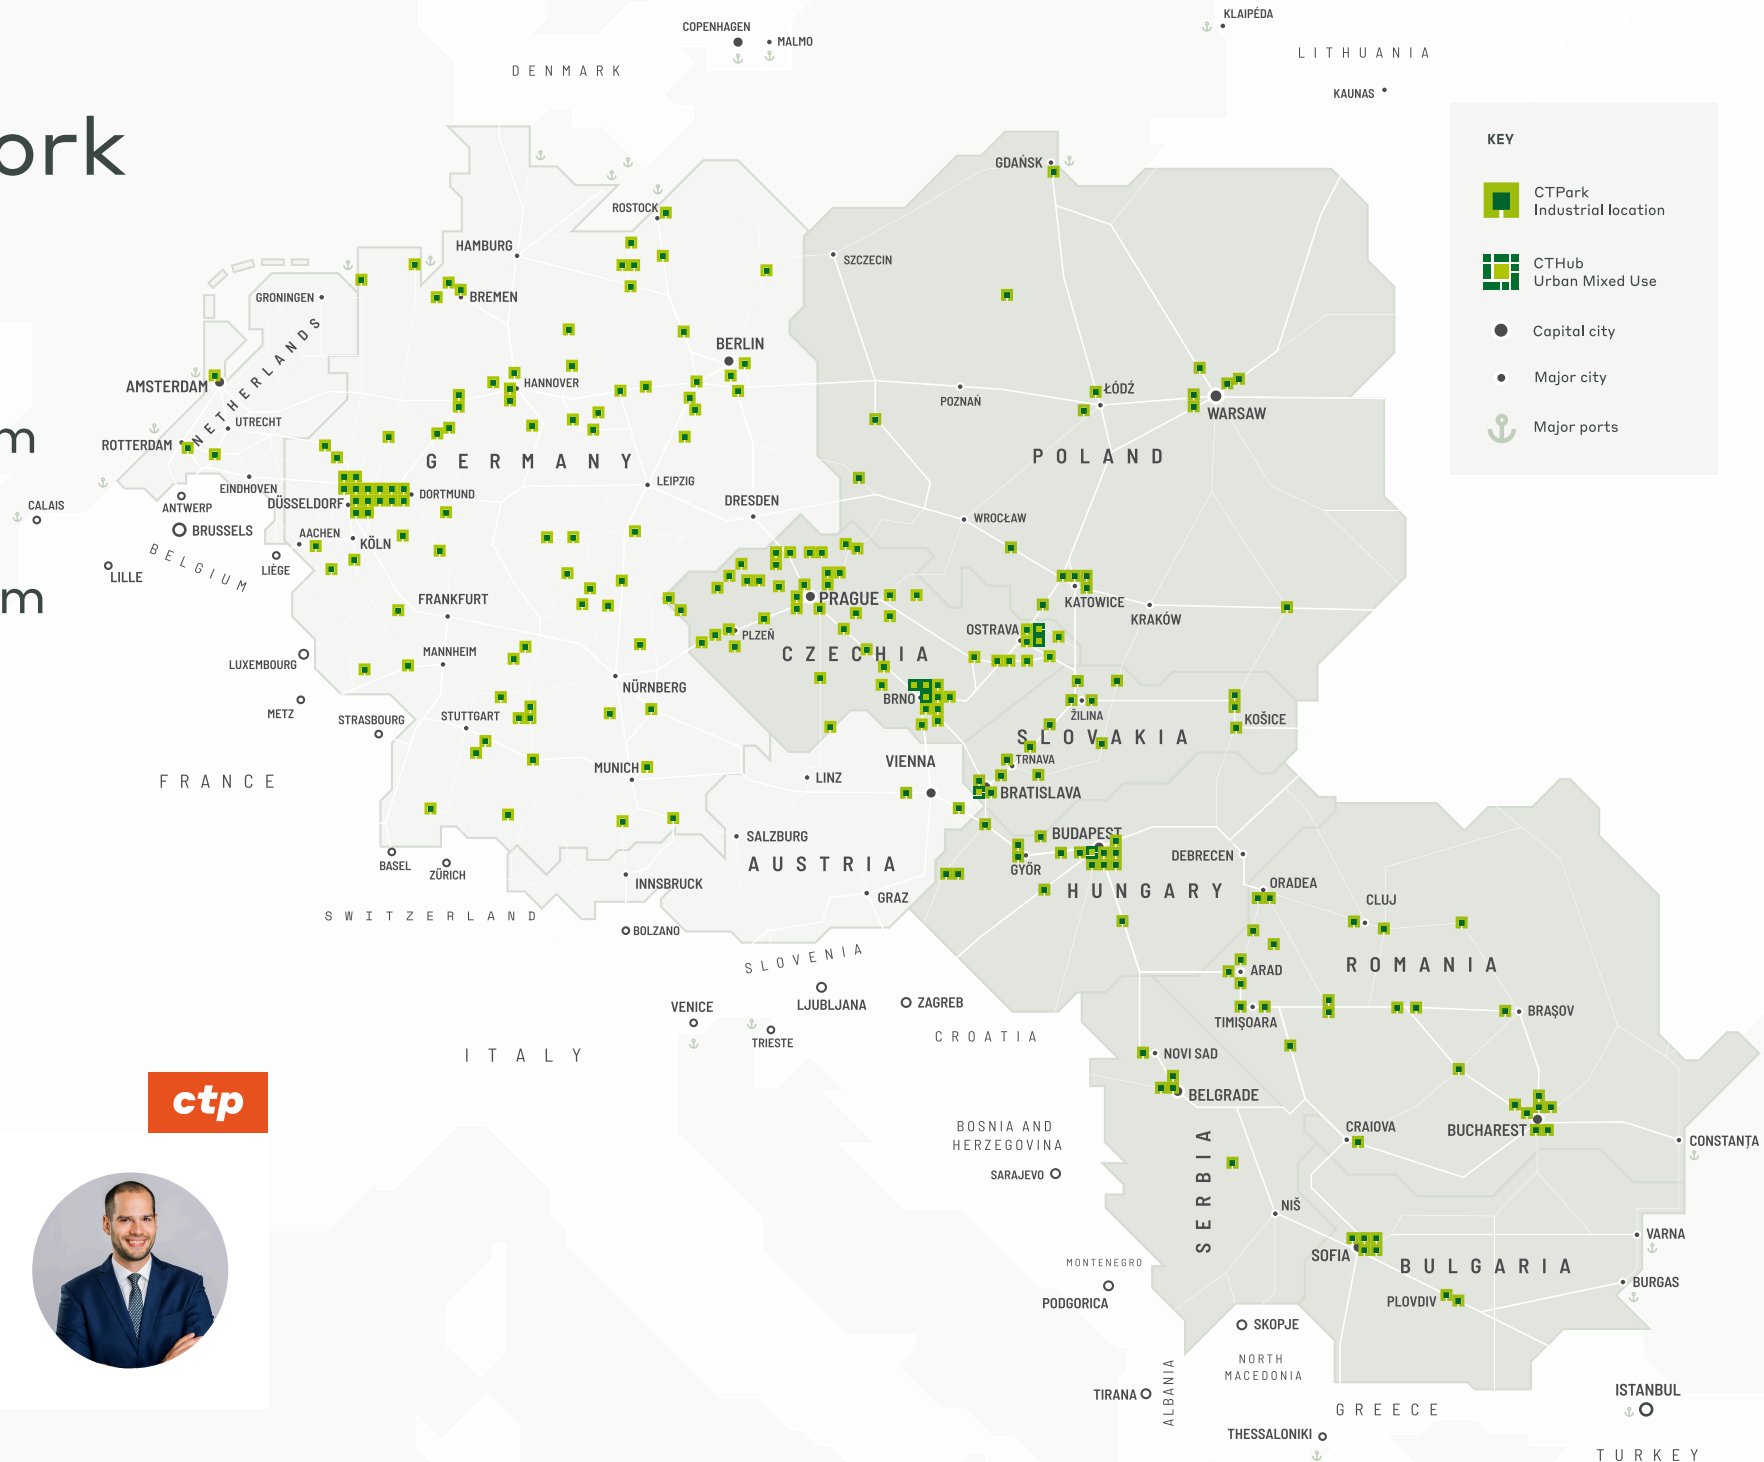 ork
m
m
COPENHAGEN
MALMO
DENMARK
KLAIPÉDA
LITHUANIA
KAUNAS
KEY
CTPark
Industrial location
CTHub
Urban Mixed Use
Capital city
Major city
Major ports
GDAŃSK
ROSTOCK
HAMBURG
SZCZECIN
GRONINGEN
BREMEN
NETHERLANDS
BERLIN
AMSTERDAM
HANNOVER
POZNAŃ
ŁÓDŹ
WARSAW
UTRECHT
ROTTERDAM
GERMANY
POLAND
EINDHOVEN
DÜSSELDORF
DORTMUND
LEIPZIG
CALAIS
ANTWERP
DRESDEN
WROCŁAW
BRUSSELS
AACHEN
KÖLN
BELGIUM
LIÈGE
LILLE
FRANKFURT
PRAGUE
KATOWICE
KRAKÓW
OSTRAVA
PLZEŇ
CZECHIA
LUXEMBOURG
MANNHEIM
NÜRNBERG
BRNO
METZ
STRASBOURG
STUTTGART
ŽILINA
KOŠICE
SLOVAKIA
VIENNA
TRNAVA
FRANCE
MUNICH
LINZ
BRATISLAVA
SALZBURG
BUDAPEST
DEBRECEN
BASEL
ZÜRICH
AUSTRIA
GYŐR
HUNGARY
INNSBRUCK
GRAZ
ORADEA
CLUJ
SWITZERLAND
BOLZANO
SLOVENIA
ROMANIA
ARAD
VENICE
LJUBLJANA
ZAGREB
TIMIŞOARA
BRAŞOV
TRIESTE
CROATIA
ITALY
NOVI SAD
BELGRADE
ctp
BOSNIA AND
HERZEGOVINA
CRAIOVA
BUCHAREST
CONSTANȚA
SARAJEVO
SERBIA
NIŠ
VARNA
SOFIA
BULGARIA
MONTENEGRO
BURGAS
PODGORICA
PLOVDIV
SKOPJE
NORTH
MACEDONIA
TIRANA
ALBANIA
ISTANBUL
GREECE
THESSALONIKI
TURKEY